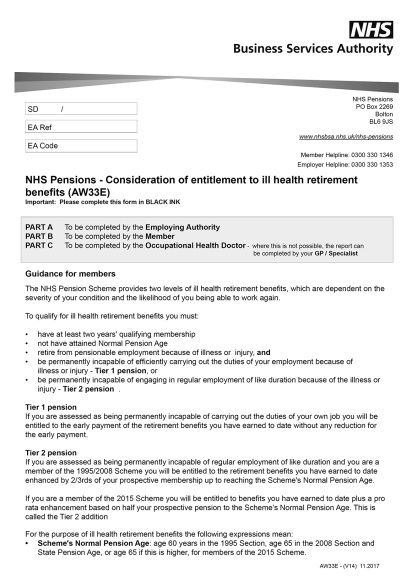 NHS
Business Services Authority
SD /
EA Ref
EA Code
NHS Pensions
PO Box 2269
Bolton
BL6 9JS
www.nhsbsa.nhs.uk/nhs-pensions
Member Helpline: 0300 330 1346
Employer Helpline: 0300 330 1353
NHS Pensions - Consideration of entitlement to ill health retirement
benefits (AW33E)
Important: Please complete this form in BLACK INK
PART A To be completed by the Employing Authority
PART B To be completed by the Member
PART C To be completed by the Occupational Health Doctor - where this is not possible, the report can
be completed by your GP / Specialist
Guidance for members
The NHS Pension Scheme provides two levels of ill health retirement benefits, which are dependent on the
severity of your condition and the likelihood of you being able to work again.
To qualify for ill health retirement benefits you must:
• have at least two years' qualifying membership
• not have attained Normal Pension Age
• retire from pensionable employment because of illness or injury, and
• be permanently incapable of efficiently carrying out the duties of your employment because of
illness or injury - Tier 1 pension, or
• be permanently incapable of engaging in regular employment of like duration because of the illness or
injury - Tier 2 pension .
Tier 1 pension
If you are assessed as being permanently incapable of carrying out the duties of your own job you will be
entitled to the early payment of the retirement benefits you have earned to date without any reduction for
the early payment.
Tier 2 pension
If you are assessed as being permanently incapable of regular employment of like duration and you are a
member of the 1995/2008 Scheme you will be entitled to the retirement benefits you have earned to date
enhanced by 2/3rds of your prospective membership up to reaching the Scheme's Normal Pension Age.
If you are a member of the 2015 Scheme you will be entitled to benefits you have earned to date plus a pro
rata enhancement based on half your prospective pension to the Scheme's Normal Pension Age. This is
called the Tier 2 addition
For the purpose of ill health retirement benefits the following expressions mean:
• Scheme's Normal Pension Age: age 60 years in the 1995 Section, age 65 in the 2008 Section and
State Pension Age, or age 65 if this is higher, for members of the 2015 Scheme.
AW33E - (V14) 11.2017